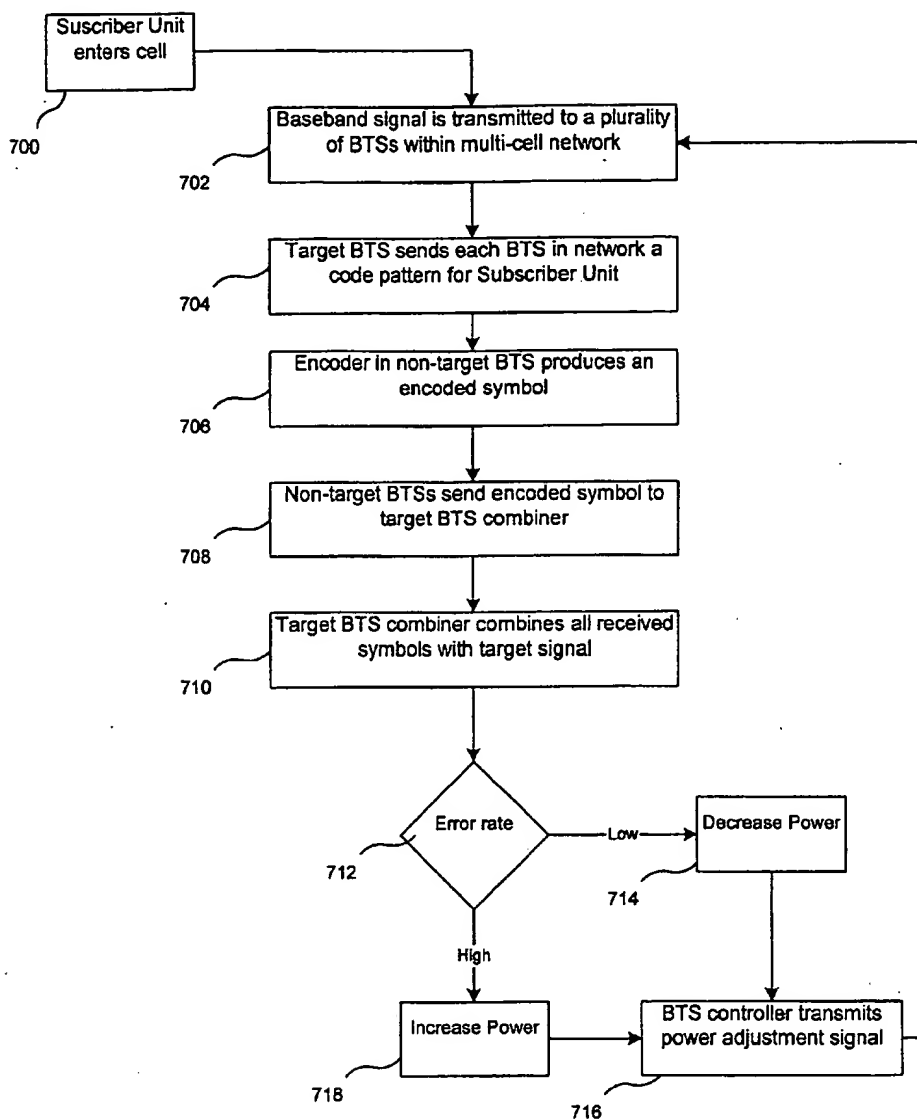 Suscriber Unit
enters cell
700
Baseband signal is transmitted to a plurality
of BTSs within multi-cell network
702
Target BTS sends each BTS in network a
code pattern for Subscriber Unit
704
Encoder in non-target BTS produces an
encoded symbol
706
Non-target BTSs send encoded symbol to
target BTS combiner
708
Target BTS combiner combines all received
symbols with target signal
710
Error rate
712
Low
Decrease Power
714
High
Increase Power
718
BTS controller transmits
power adjustment signal
716